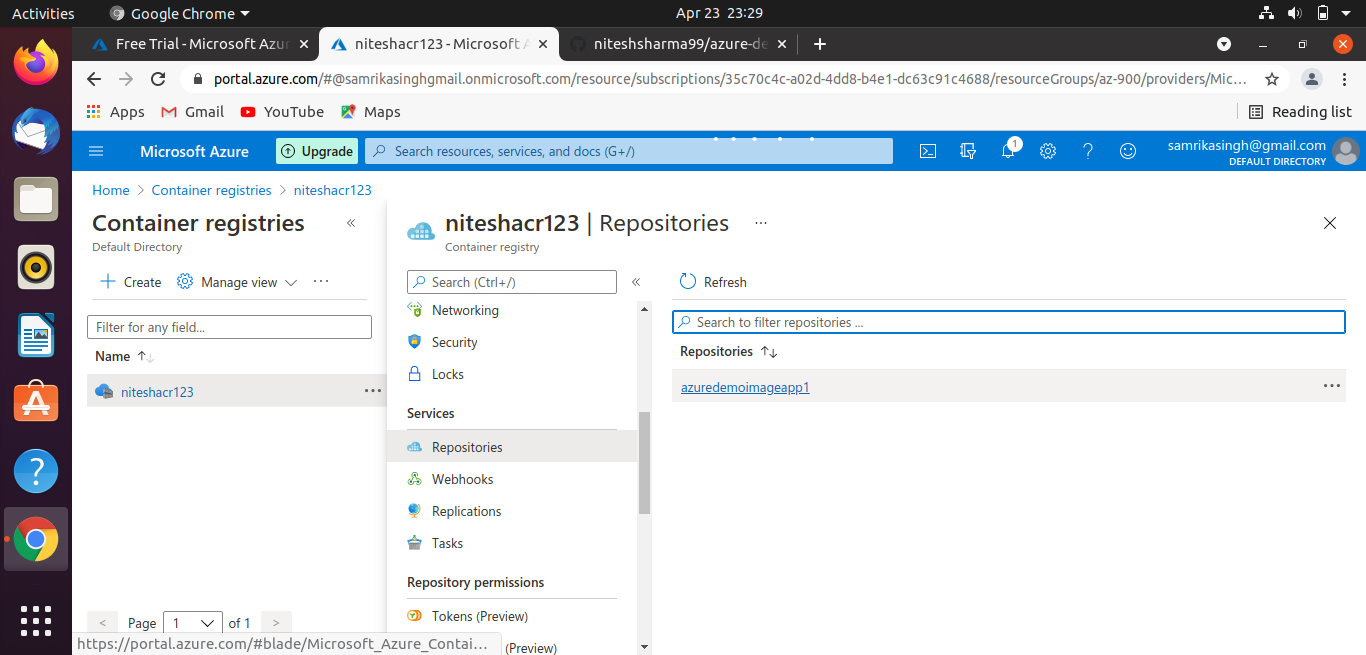 Activities
Google Chrome
Apr 23 23:29
Free Trial - Microsoft Azur
niteshacr123 - Microsoft A
niteshsharma99/azure-de
portal.azure.com/#@samrikasinghgmail.onmicrosoft.com/resource/subscriptions/35c70c4c-a02d-4dd8-b4e1-dc63c91c4688/resourceGroups/az-900/providers/Mic...
Apps
Gmail
YouTube
Maps
Reading list
Microsoft Azure
Upgrade
Search resources, services, and docs (G+/)
1
samrikasingh@gmail.com
DEFAULT DIRECTORY
Home > Container registries > niteshacr123
Container registries
Default Directory
Create
Manage view
Filter for any field...
Name
niteshacr123
< Page 1 of 1 >
niteshacr123 | Repositories
Container registry
Search (Ctrl+/)
Networking
Security
Locks
Services
Repositories
Webhooks
Replications
Tasks
Repository permissions
Tokens (Preview)
(Preview)
Refresh
Search to filter repositories ...
Repositories
azuredemoimageapp1
https://portal.azure.com/#blade/Microsoft_Azure_Contai...